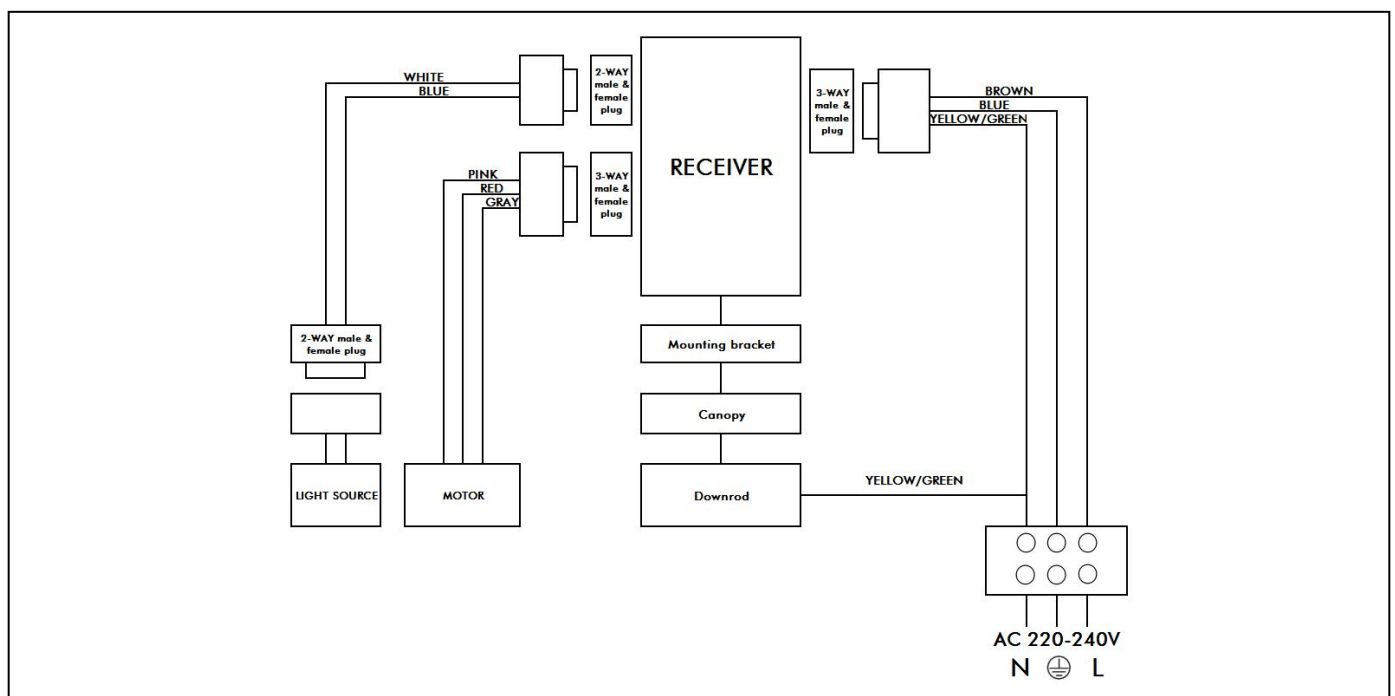 WHITE
BLUE
2-WAY
male &
female
plug
PINK
RED
GRAY
3-WAY
male &
female
plug
RECEIVER
3-WAY
male &
female
plug
BROWN
BLUE
YELLOW/GREEN
2-WAY male &
female plug
Mounting bracket
Canopy
LIGHT SOURCE
MOTOR
Downrod
YELLOW/GREEN
AC 220-240V
N L